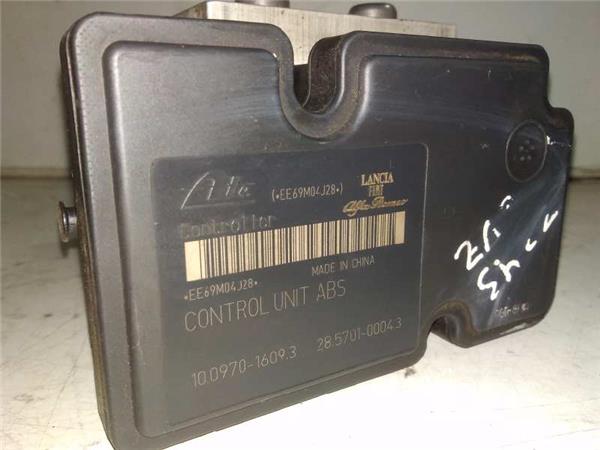 Ate (•EE69M04J28•) LANCIA
FIAT
Alfa Romeo
Controller
•EE69M04J28• MADE IN CHINA
CONTROL UNIT ABS
10.0970-1609.3 28.5701-0004.3